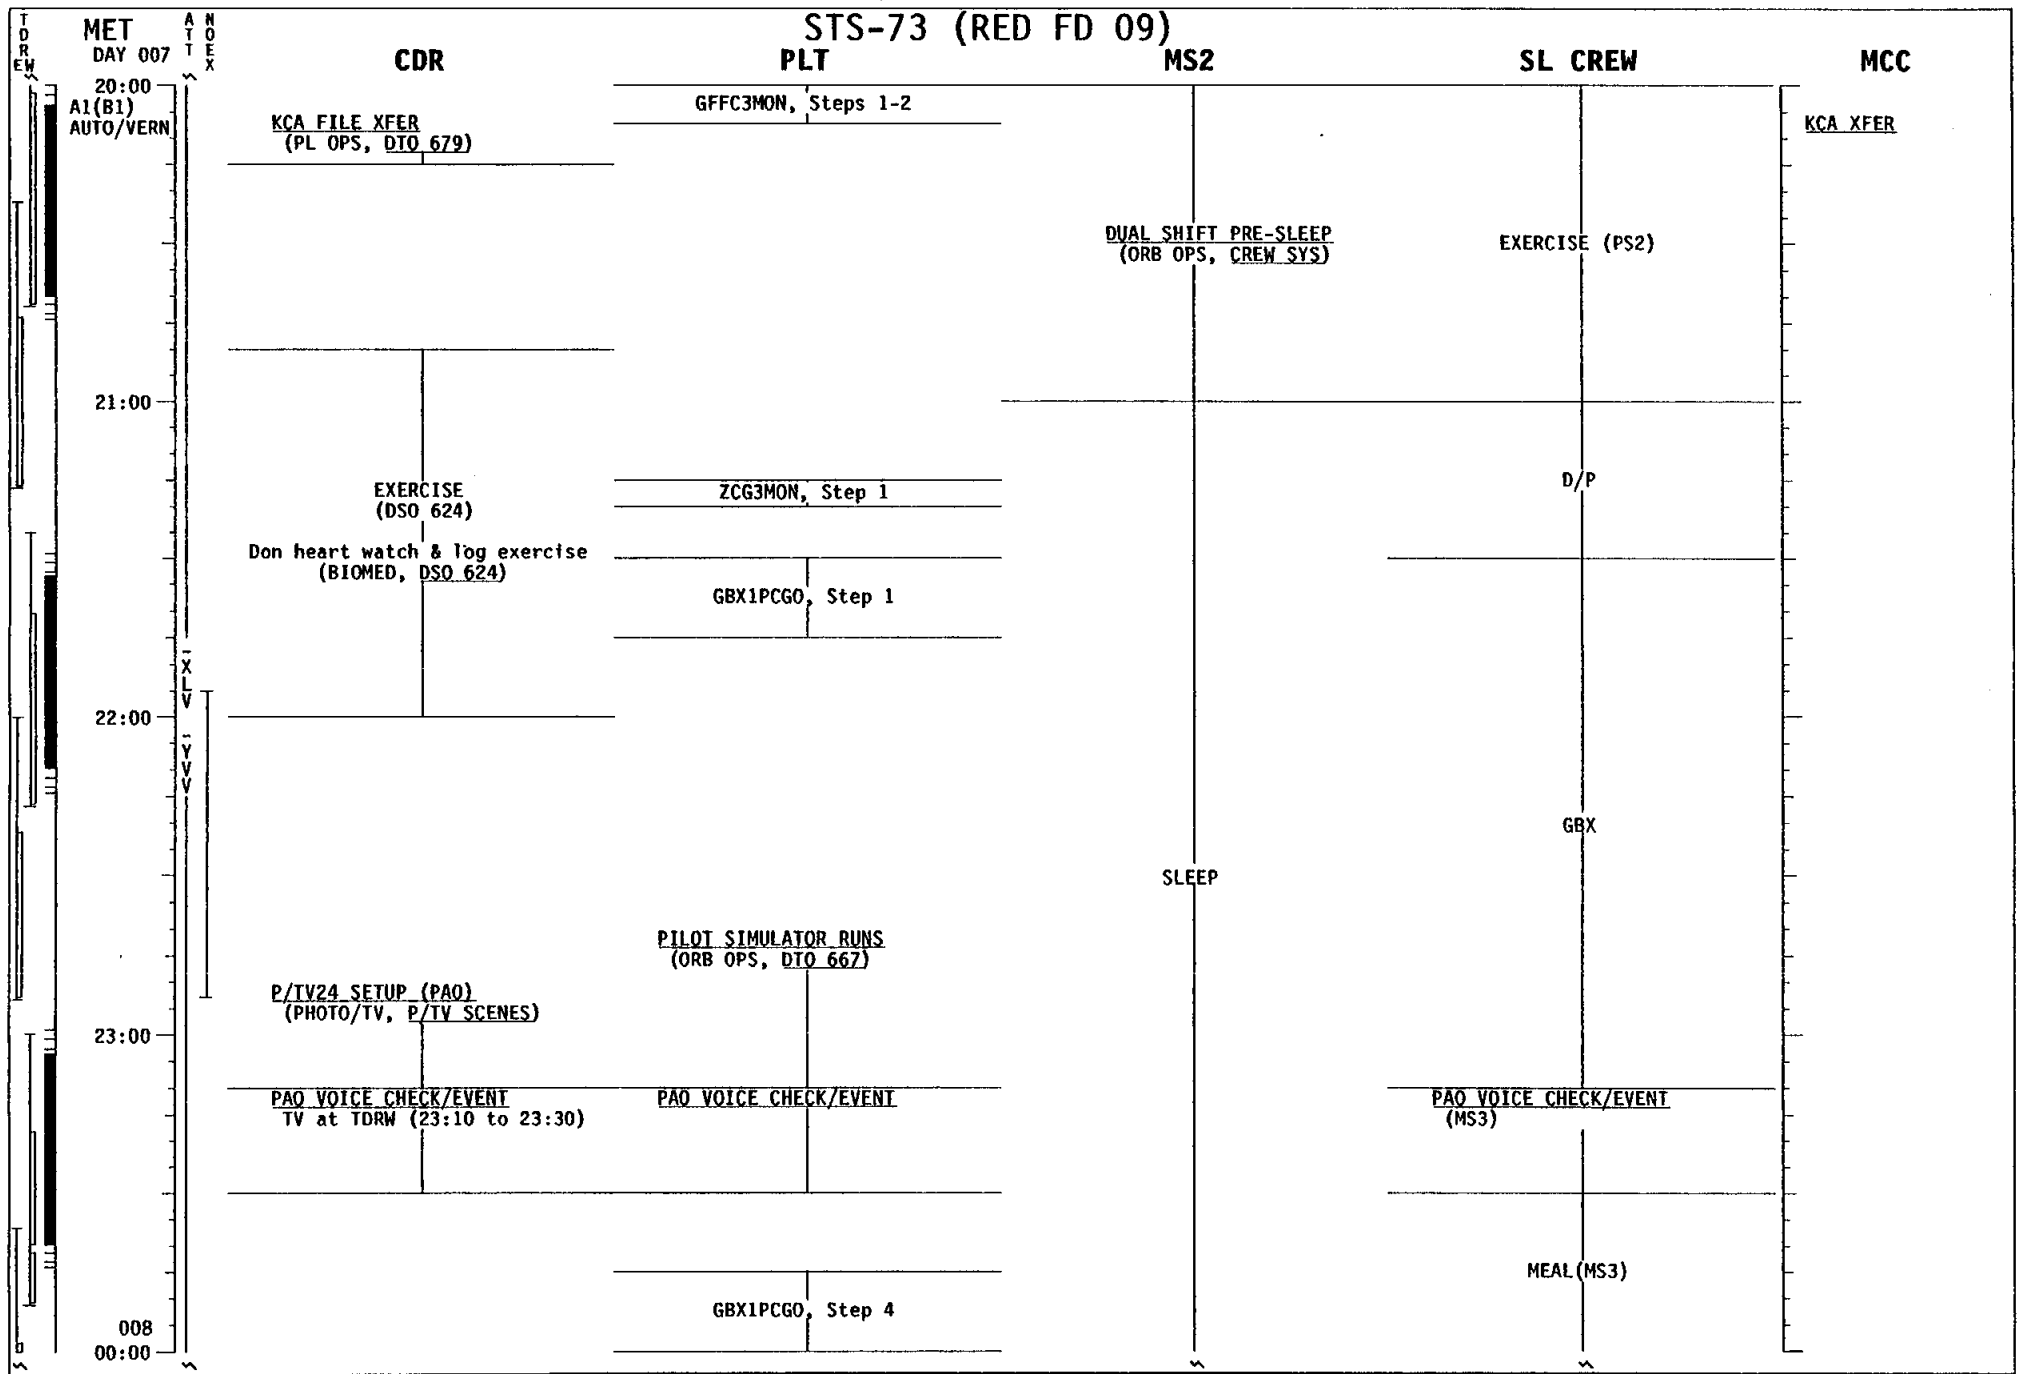 STS-73 (RED FD 09)
TDRE
W
MET
DAY 007
ATT
NOEX
CDR
PLT
MS2
SL CREW
MCC
20:00
A1(B1)
AUTO/VERN
KCA FILE XFER
(PL OPS, DTO 679)
GFFC3MON, Steps 1-2
KCA XFER
DUAL SHIFT PRE-SLEEP
(ORB OPS, CREW SYS)
EXERCISE (PS2)
21:00
EXERCISE
(DSO 624)
Don heart watch & log exercise
(BIOMED, DSO 624)
ZCG3MON, Step 1
D/P
GBX1PCGO, Step 1
-XLV
22:00
-YVV
GBX
SLEEP
PILOT SIMULATOR RUNS
(ORB OPS, DTO 667)
P/TV24 SETUP (PAO)
(PHOTO/TV, P/TV SCENES)
23:00
PAO VOICE CHECK/EVENT
TV at TDRW (23:10 to 23:30)
PAO VOICE CHECK/EVENT
PAO VOICE CHECK/EVENT
(MS3)
MEAL(MS3)
GBX1PCGO, Step 4
008
00:00